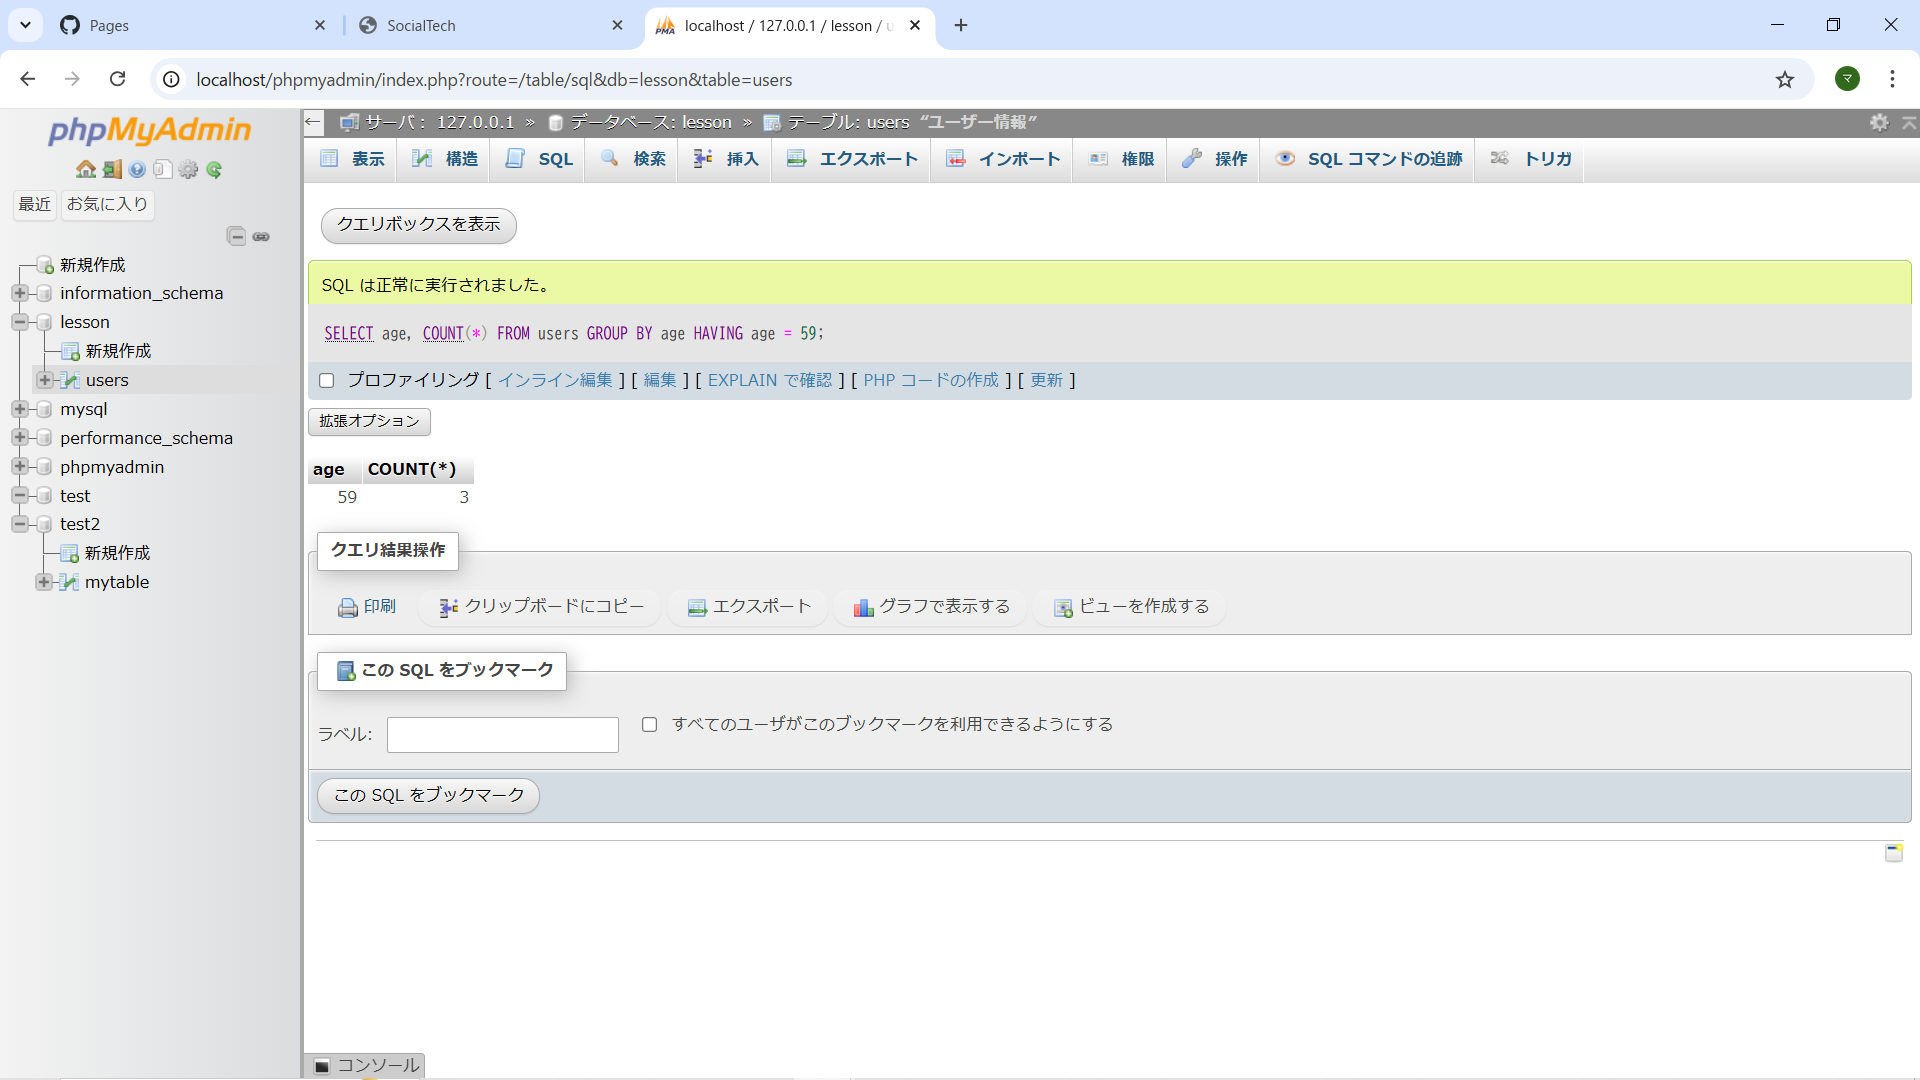 Pages
SocialTech
localhost / 127.0.0.1 / lesson / u
localhost/phpmyadmin/index.php?route=/table/sql&db=lesson&table=users
マ
phpMyAdmin
最近 お気に入り
新規作成
information_schema
lesson
新規作成
users
mysql
performance_schema
phpmyadmin
test
test2
新規作成
mytable
サーバ： 127.0.0.1 » データベース: lesson » テーブル: users “ユーザー情報”
表示 構造 SQL 検索 挿入 エクスポート インポート 権限 操作 SQL コマンドの追跡 トリガ
クエリボックスを表示
SQL は正常に実行されました。
SELECT age, COUNT(*) FROM users GROUP BY age HAVING age = 59;
プロファイリング [ インライン編集 ] [ 編集 ] [ EXPLAIN で確認 ] [ PHP コードの作成 ] [ 更新 ]
拡張オプション
age COUNT(*)
59 3
クエリ結果操作
印刷 クリップボードにコピー エクスポート グラフで表示する ビューを作成する
この SQL をブックマーク
ラベル: すべてのユーザがこのブックマークを利用できるようにする
この SQL をブックマーク
コンソール